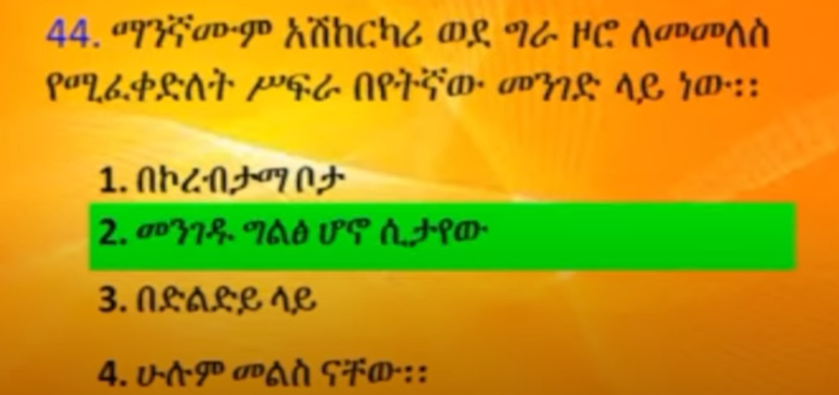 44. ማንኛውም አሽከርካሪ ወደ ግራ ዞሮ ለመመለስ
የሚፈቀድለት ሥፍራ በየትኛው መንገድ ላይ ነው፡፡
1. በኮረብታማ ቦታ
2. መንገዱ ግልፅ ሆኖ ሲታየው
3. በድልድይ ላይ
4. ሁሉም መልስ ናቸው፡፡